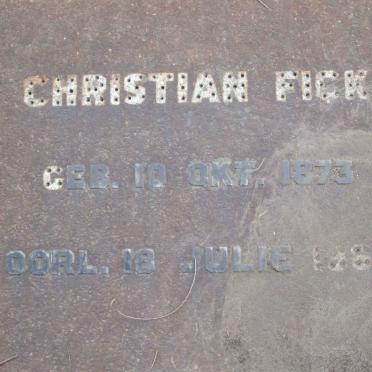 CHRISTIAN FICK
GEB. 10 OKT. 1873
OORL. 18 JULIE